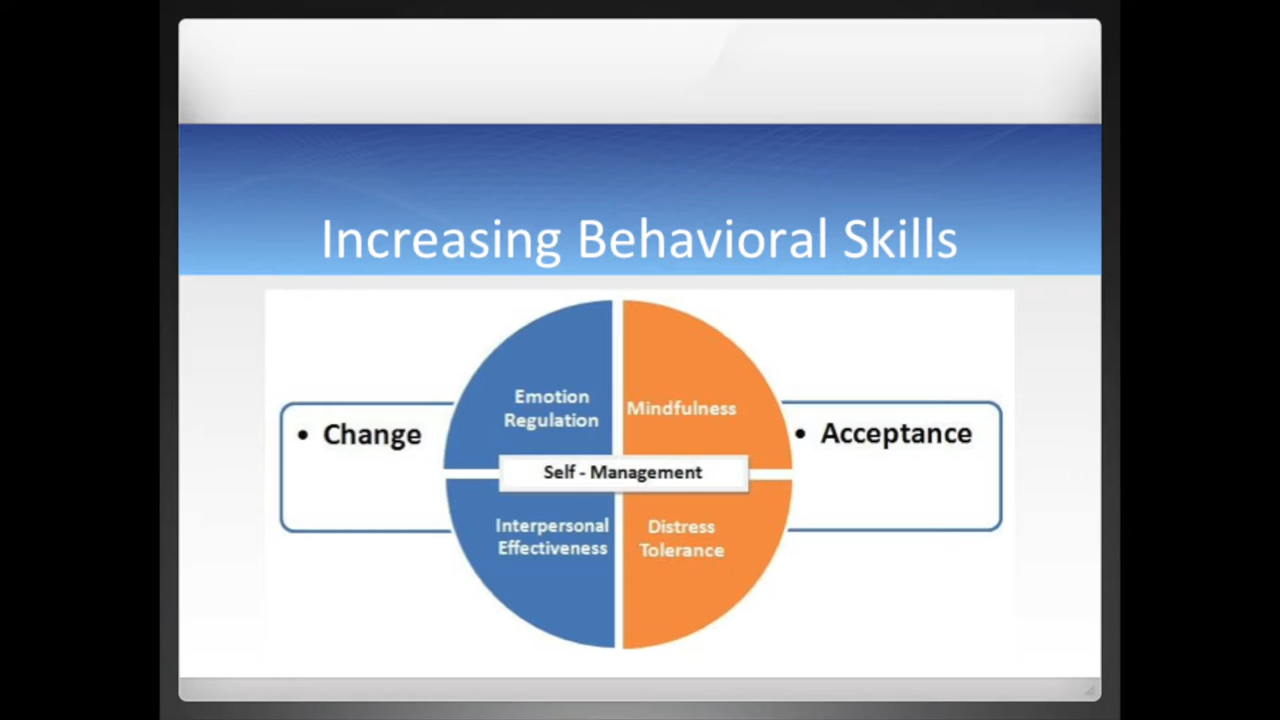 Increasing Behavioral Skills
• Change
Emotion
Regulation
Mindfulness
• Acceptance
Self - Management
Interpersonal
Effectiveness
Distress
Tolerance